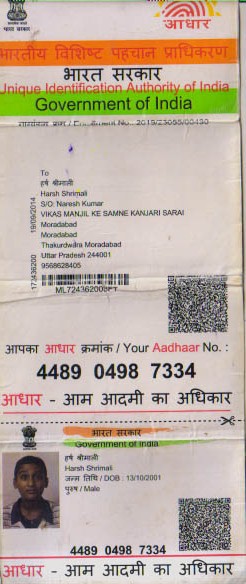 भारत सरकार
आधार
भारतीय विशिष्ट पहचान प्राधिकरण
भारत सरकार
Unique Identification Authority of India
Government of India
To
हर्ष श्रीमाली
Harsh Shrimali
S/O: Naresh Kumar
VIKAS MANJIL KE SAMNE KANJARI SARAI
Moradabad
Moradabad
Thakurdwara Moradabad
Uttar Pradesh 244001
9568628405
19/09/2014
आपका आधार क्रमांक / Your Aadhaar No. :
4489 0498 7334
आधार - आम आदमी का अधिकार
भारत सरकार
Government of India
हर्ष श्रीमाली
Harsh Shrimali
जन्म तिथि / DOB : 13/10/2001
पुरुष / Male
4489 0498 7334
आधार - आम आदमी का अधिकार